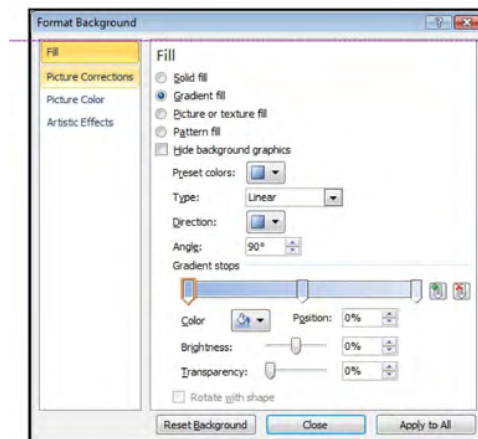 Format Background
Fill
Picture Corrections
Picture Color
Artistic Effects
Fill
Solid fill
Gradient fill
Picture or texture fill
Pattern fill
Hide background graphics
Preset colors:
Type: Linear
Direction:
Angle: 90°
Gradient stops
Color Position: 0%
Brightness: 0%
Transparency: 0%
Rotate with shape
Reset Background Close Apply to All